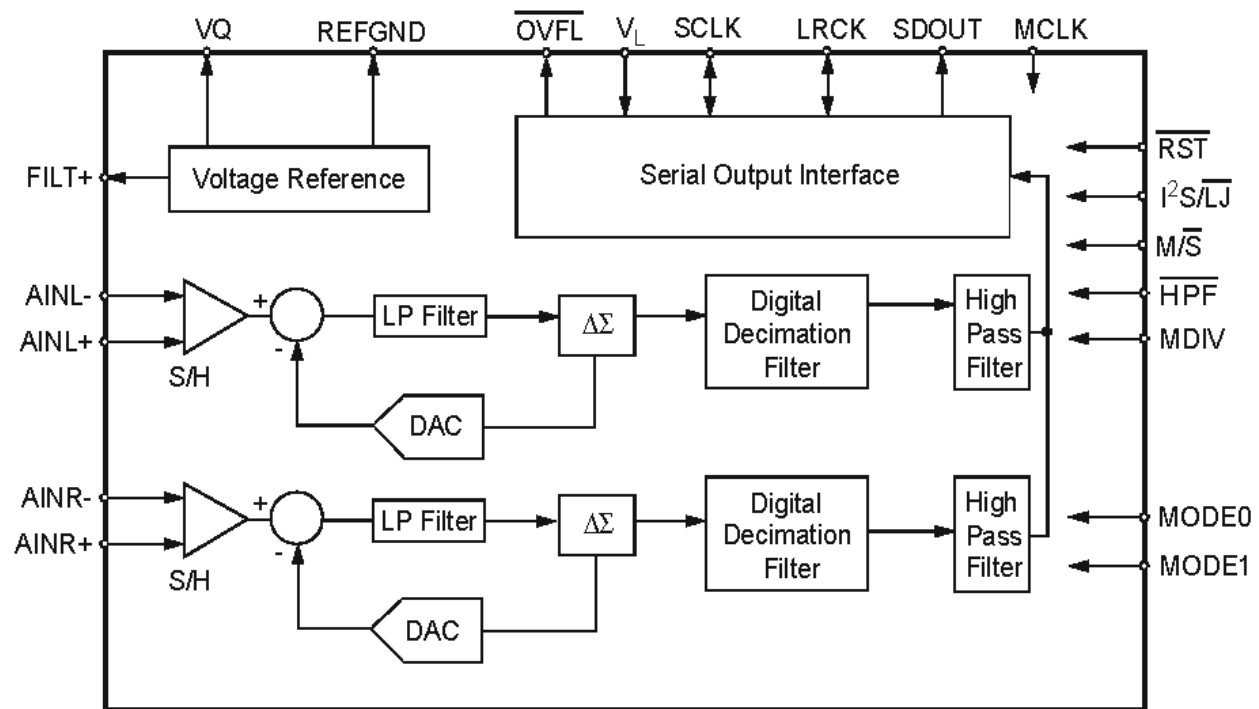 VQ
REFGND
OVFL
VL
SCLK
LRCK
SDOUT
MCLK
FILT+
Voltage Reference
Serial Output Interface
RST
I²S/LJ
M/S
HPF
MDIV
AINL-
AINL+
S/H
+
-
LP Filter
ΔΣ
DAC
Digital
Decimation
Filter
High
Pass
Filter
AINR-
AINR+
S/H
+
-
LP Filter
ΔΣ
DAC
Digital
Decimation
Filter
High
Pass
Filter
MODE0
MODE1